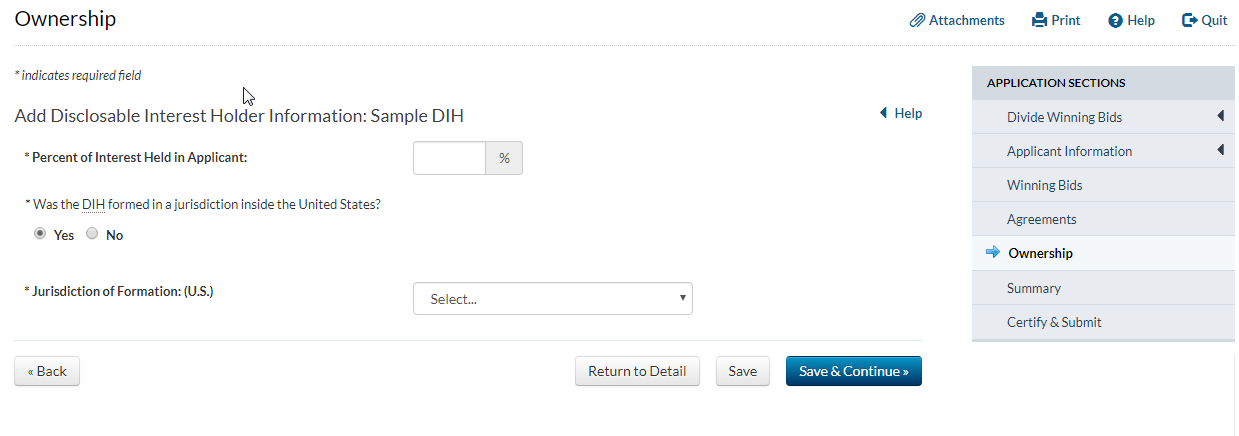 Ownership
Attachments
Print
Help
Quit
* indicates required field
Add Disclosable Interest Holder Information: Sample DIH
Help
* Percent of Interest Held in Applicant:
%
* Was the DIH formed in a jurisdiction inside the United States?
Yes
No
* Jurisdiction of Formation: (U.S.)
Select...
« Back
Return to Detail
Save
Save & Continue »
APPLICATION SECTIONS
Divide Winning Bids
Applicant Information
Winning Bids
Agreements
Ownership
Summary
Certify & Submit